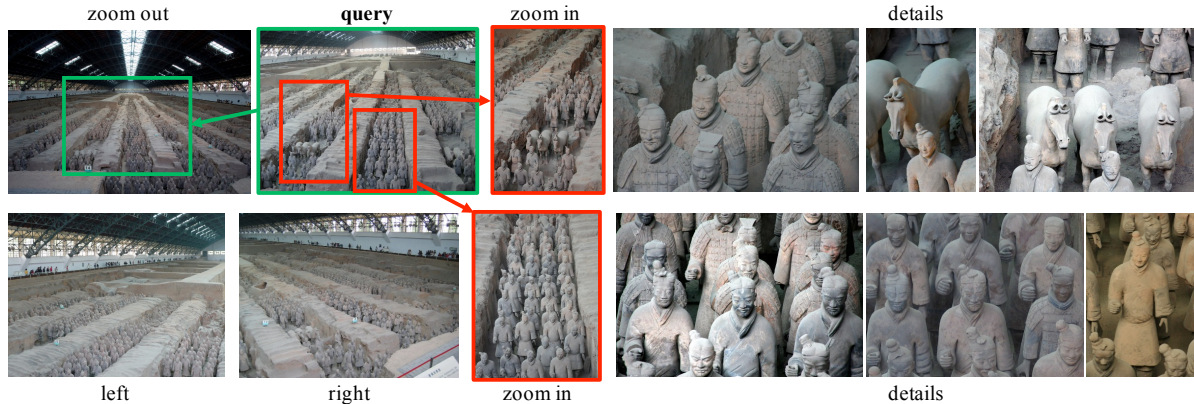 zoom out
query
zoom in
details
left
right
zoom in
details